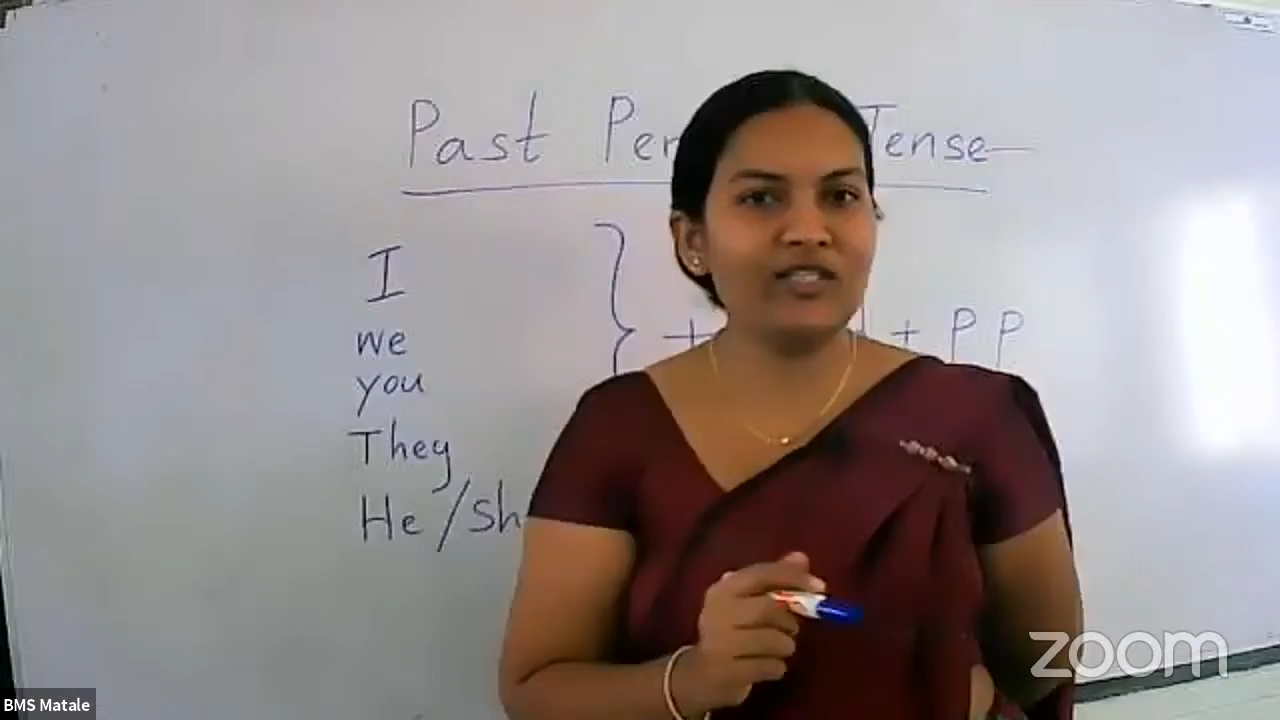 Past Per Tense
I
we
+ + PP
you
They
He/Sh
zoom
BMS Matale